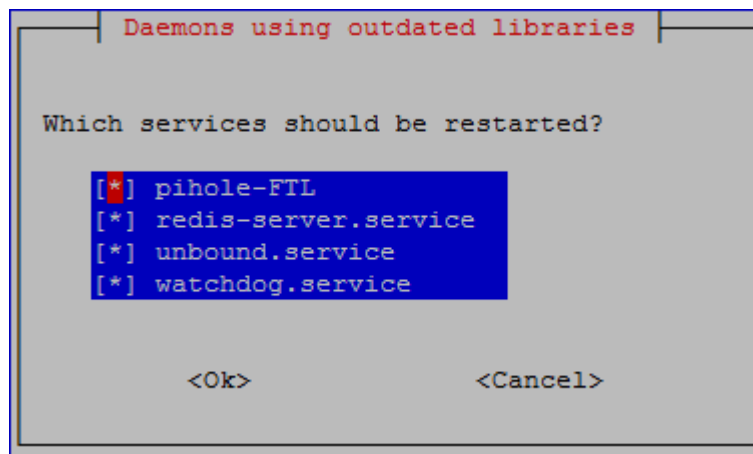 Daemons using outdated libraries
Which services should be restarted?
[*] pihole-FTL
[*] redis-server.service
[*] unbound.service
[*] watchdog.service
<Ok> <Cancel>